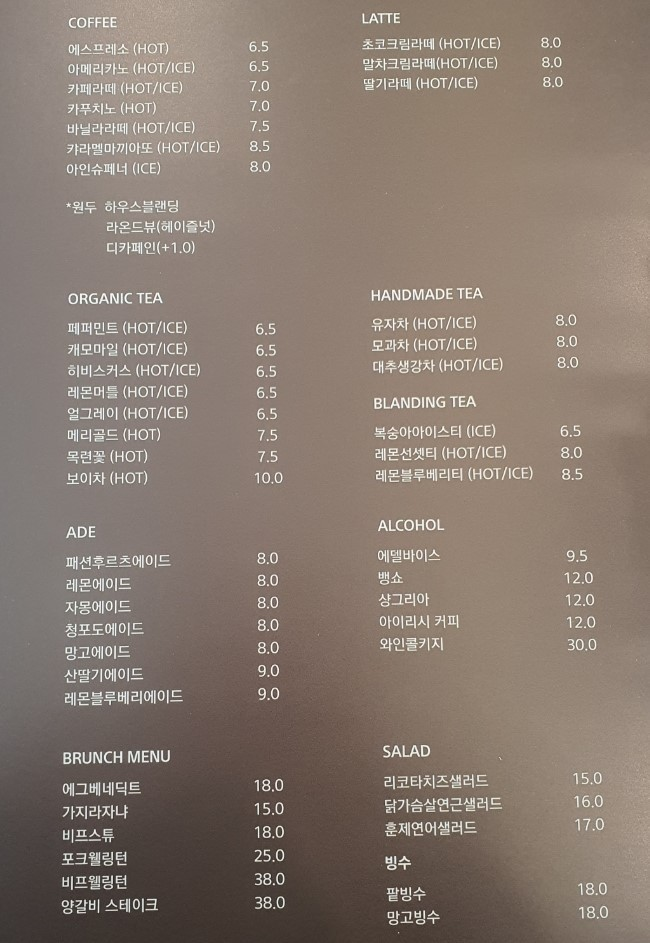 COFFEE
에스프레소 (HOT) 6.5
아메리카노 (HOT/ICE) 6.5
카페라떼 (HOT/ICE) 7.0
카푸치노 (HOT) 7.0
바닐라라떼 (HOT/ICE) 7.5
캬라멜마끼아또 (HOT/ICE) 8.5
아인슈페너 (ICE) 8.0
*원두 하우스블랜딩
라온드뷰(헤이즐넛)
디카페인(+1.0)
LATTE
초코크림라떼 (HOT/ICE) 8.0
말차크림라떼(HOT/ICE) 8.0
딸기라떼 (HOT/ICE) 8.0
ORGANIC TEA
페퍼민트 (HOT/ICE) 6.5
캐모마일 (HOT/ICE) 6.5
히비스커스 (HOT/ICE) 6.5
레몬머틀 (HOT/ICE) 6.5
얼그레이 (HOT/ICE) 6.5
메리골드 (HOT) 7.5
목련꽃 (HOT) 7.5
보이차 (HOT) 10.0
HANDMADE TEA
유자차 (HOT/ICE) 8.0
모과차 (HOT/ICE) 8.0
대추생강차 (HOT/ICE) 8.0
BLANDING TEA
복숭아아이스티 (ICE) 6.5
레몬선셋티 (HOT/ICE) 8.0
레몬블루베리티 (HOT/ICE) 8.5
ADE
패션후르츠에이드 8.0
레몬에이드 8.0
자몽에이드 8.0
청포도에이드 8.0
망고에이드 8.0
산딸기에이드 9.0
레몬블루베리에이드 9.0
ALCOHOL
에델바이스 9.5
뱅쇼 12.0
샹그리아 12.0
아이리시 커피 12.0
와인콜키지 30.0
BRUNCH MENU
에그베네딕트 18.0
가지라자냐 15.0
비프스튜 18.0
포크웰링턴 25.0
비프웰링턴 38.0
양갈비 스테이크 38.0
SALAD
리코타치즈샐러드 15.0
닭가슴살연근샐러드 16.0
훈제연어샐러드 17.0
빙수
팥빙수 18.0
망고빙수 18.0